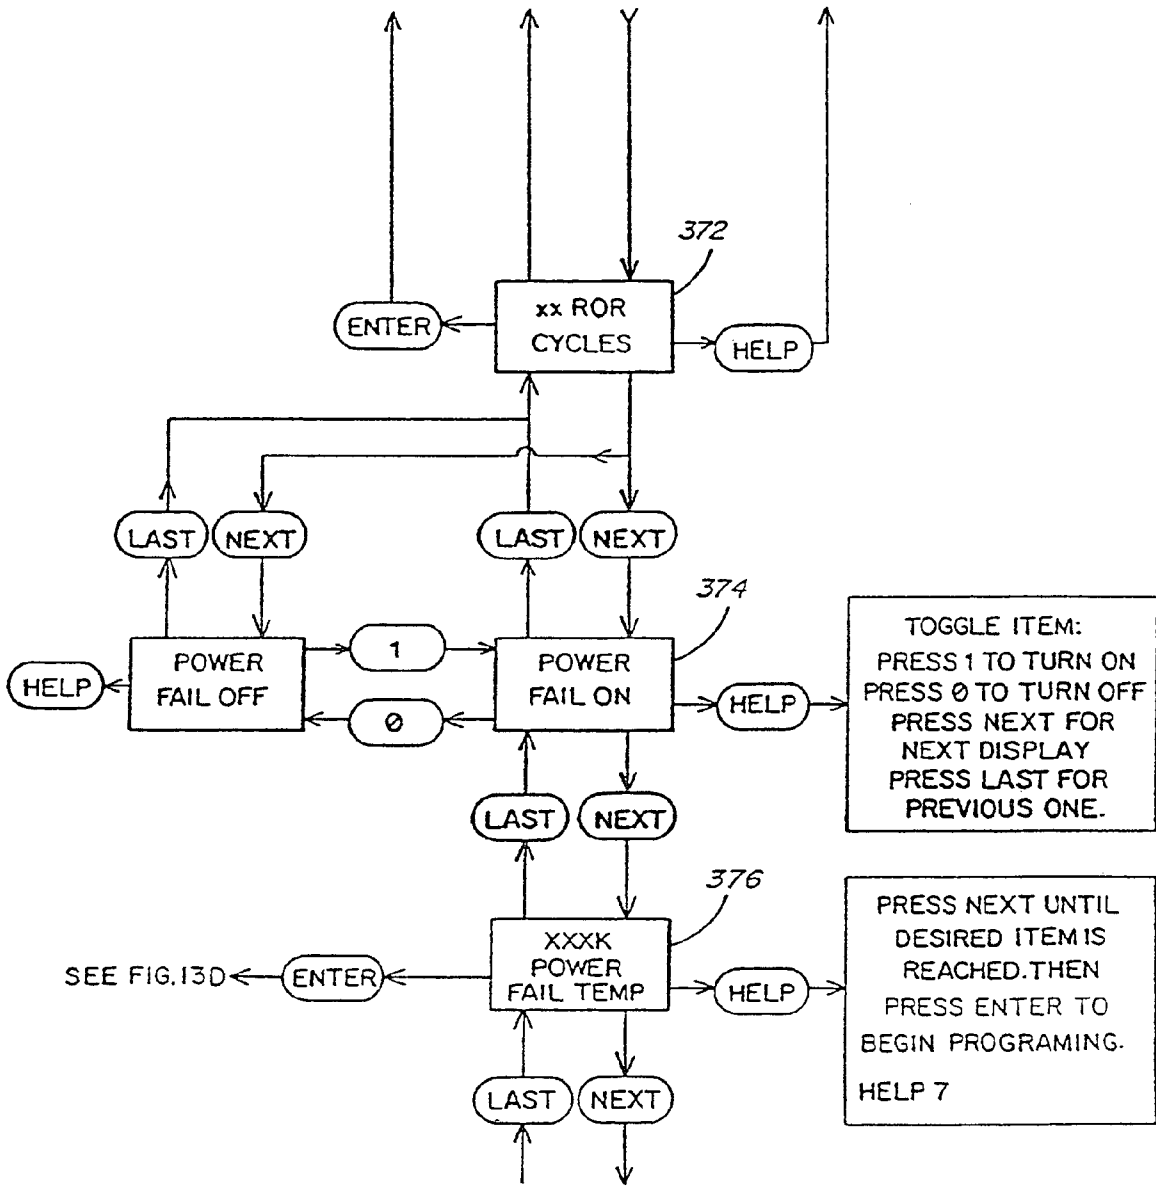 372
xx ROR
CYCLES
ENTER
HELP
LAST
NEXT
LAST
NEXT
374
POWER
FAIL OFF
HELP
1
0
POWER
FAIL ON
HELP
TOGGLE ITEM:
PRESS 1 TO TURN ON
PRESS 0 TO TURN OFF
PRESS NEXT FOR
NEXT DISPLAY
PRESS LAST FOR
PREVIOUS ONE.
LAST
NEXT
376
XXXK
POWER
FAIL TEMP
SEE FIG.13D
ENTER
HELP
PRESS NEXT UNTIL
DESIRED ITEM IS
REACHED. THEN
PRESS ENTER TO
BEGIN PROGRAMING.
HELP 7
LAST
NEXT